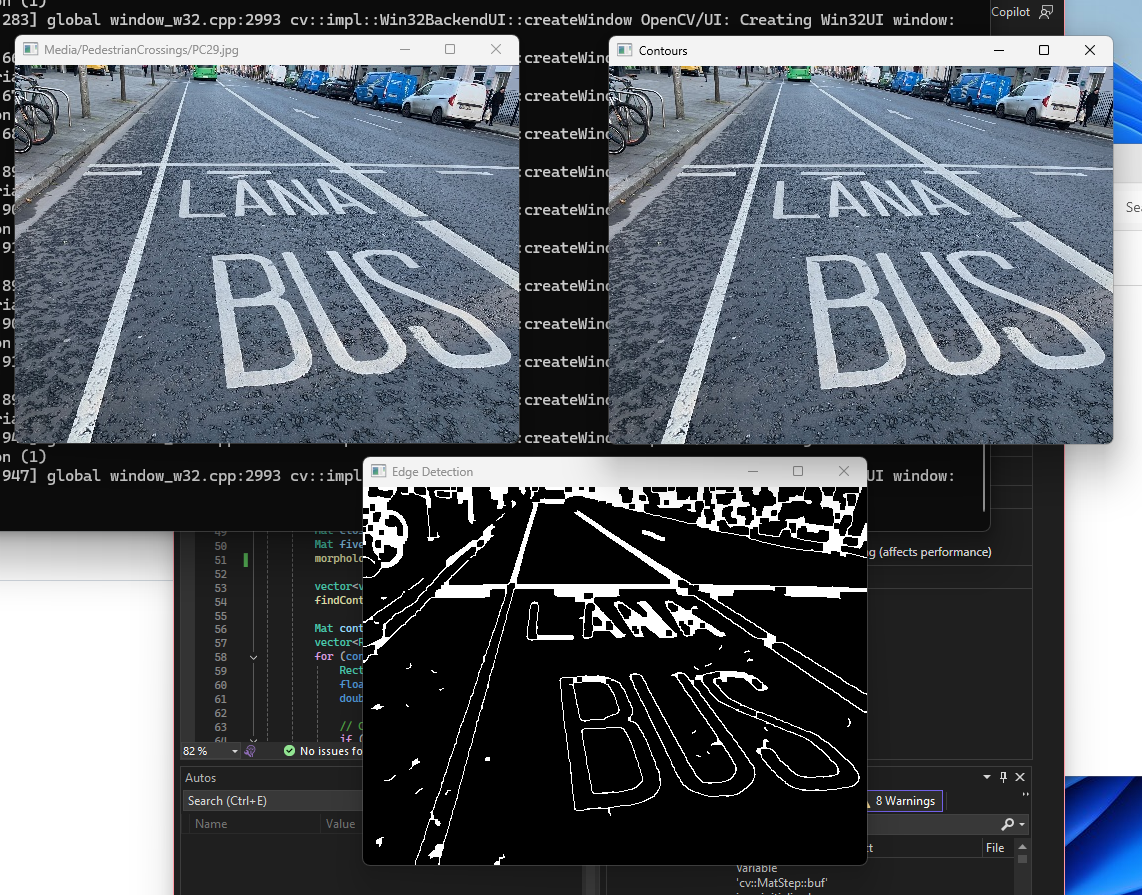 283] global window_w32.cpp:2993 cv::impl::Win32BackendUI::createWindow OpenCV/UI: Creating Win32UI window:
Copilot
Media/PedestrianCrossings/PC29.jpg
Contours
:createWind
:createWind
:createWind
:createWind
:createWind
:createWind
:createWind
:createWind
:createWind
:createWind
:createWind
LÁNA
BUS
LÁNA
BUS
on (1)
947] global window_w32.cpp:2993 cv::impl
UI window:
Edge Detection
LANA
BUS
49
50 Mat five
51 morpholo
52
53 vector<v
54 findCont
55
56 Mat cont
57 vector<R
58 for (con
59 Rect
60 floa
61 doub
62
63 // C
64 if (
g (affects performance)
82 %
No issues fo
Autos
Search (Ctrl+E)
Name Value
8 Warnings
File
variable
'cv::MatStep::buf'
Sea